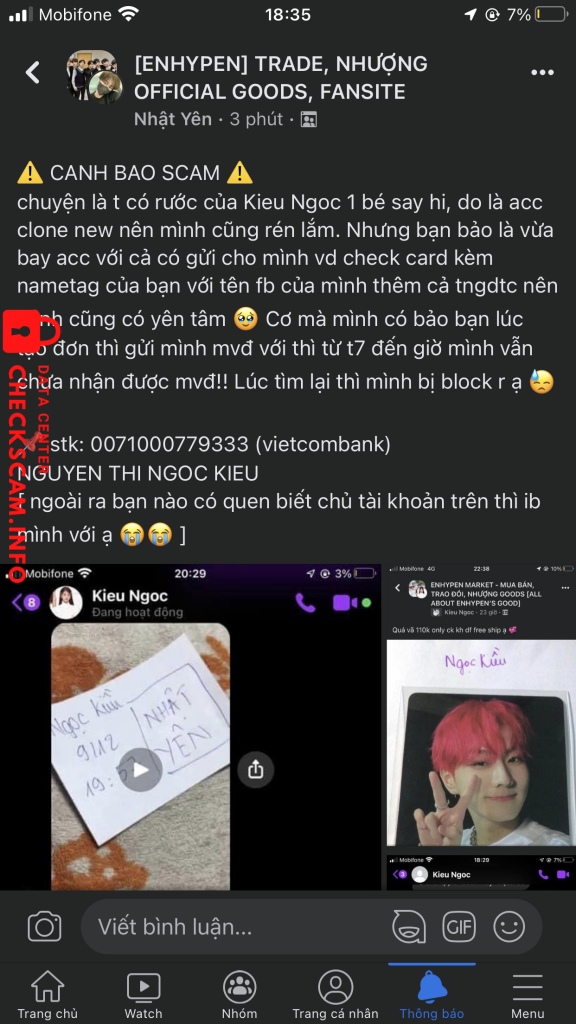 Mobifone 18:35 7%
[ENHYPEN] TRADE, NHƯỢNG
OFFICIAL GOODS, FANSITE
Nhật Yên · 3 phút ·
⚠️ CANH BAO SCAM ⚠️
chuyện là t có rước của Kieu Ngoc 1 bé say hi, do là acc
clone new nên mình cũng rén lắm. Nhưng bạn bảo là vừa
bay acc với cả có gửi cho mình vd check card kèm
nametag của bạn với tên fb của mình thêm cả tngdtc nên
mình cũng có yên tâm 🥹 Cơ mà mình có bảo bạn lúc
tạo đơn thì gửi mình mvđ với thì từ t7 đến giờ mình vẫn
chưa nhận được mvđ!! Lúc tìm lại thì mình bị block r ạ 😓
📌 stk: 0071000779333 (vietcombank)
NGUYEN THI NGOC KIEU
[ ngoài ra bạn nào có quen biết chủ tài khoản trên thì ib
mình với ạ 😭😭 ]
DATA CENTER
CHECKSCAM.INFO
Mobifone 20:29 3%
8 Kieu Ngoc
Đang hoạt động
Ngọc Kiều
9/12
NHẬT
YÊN
Mobifone 4G 22:38 10%
ENHYPEN MARKET - MUA BÁN,
TRAO ĐỔI, NHƯỢNG GOODS [ALL
ABOUT ENHYPEN'S GOOD]
Kieu Ngoc · 23 giờ ·
Quá vã 110k only ck kh df free ship ạ 💞
Ngọc Kiều
Mobifone 18:29 7%
3 Kieu Ngoc
Viết bình luận...
GIF
Trang chủ
Watch
Nhóm
Trang cá nhân
Thông báo
Menu